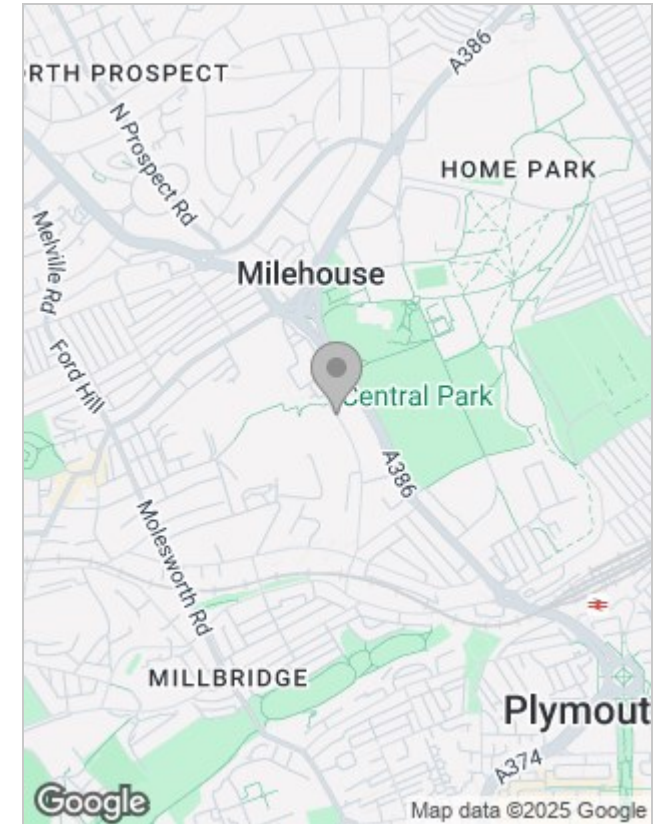 A386
RTH PROSPECT
N Prospect Rd
HOME PARK
Melville Rd
Milehouse
Ford Hill
Central Park
A386
Molesworth Rd
MILLBRIDGE
Plymout
A374
Google
Map data ©2025 Google